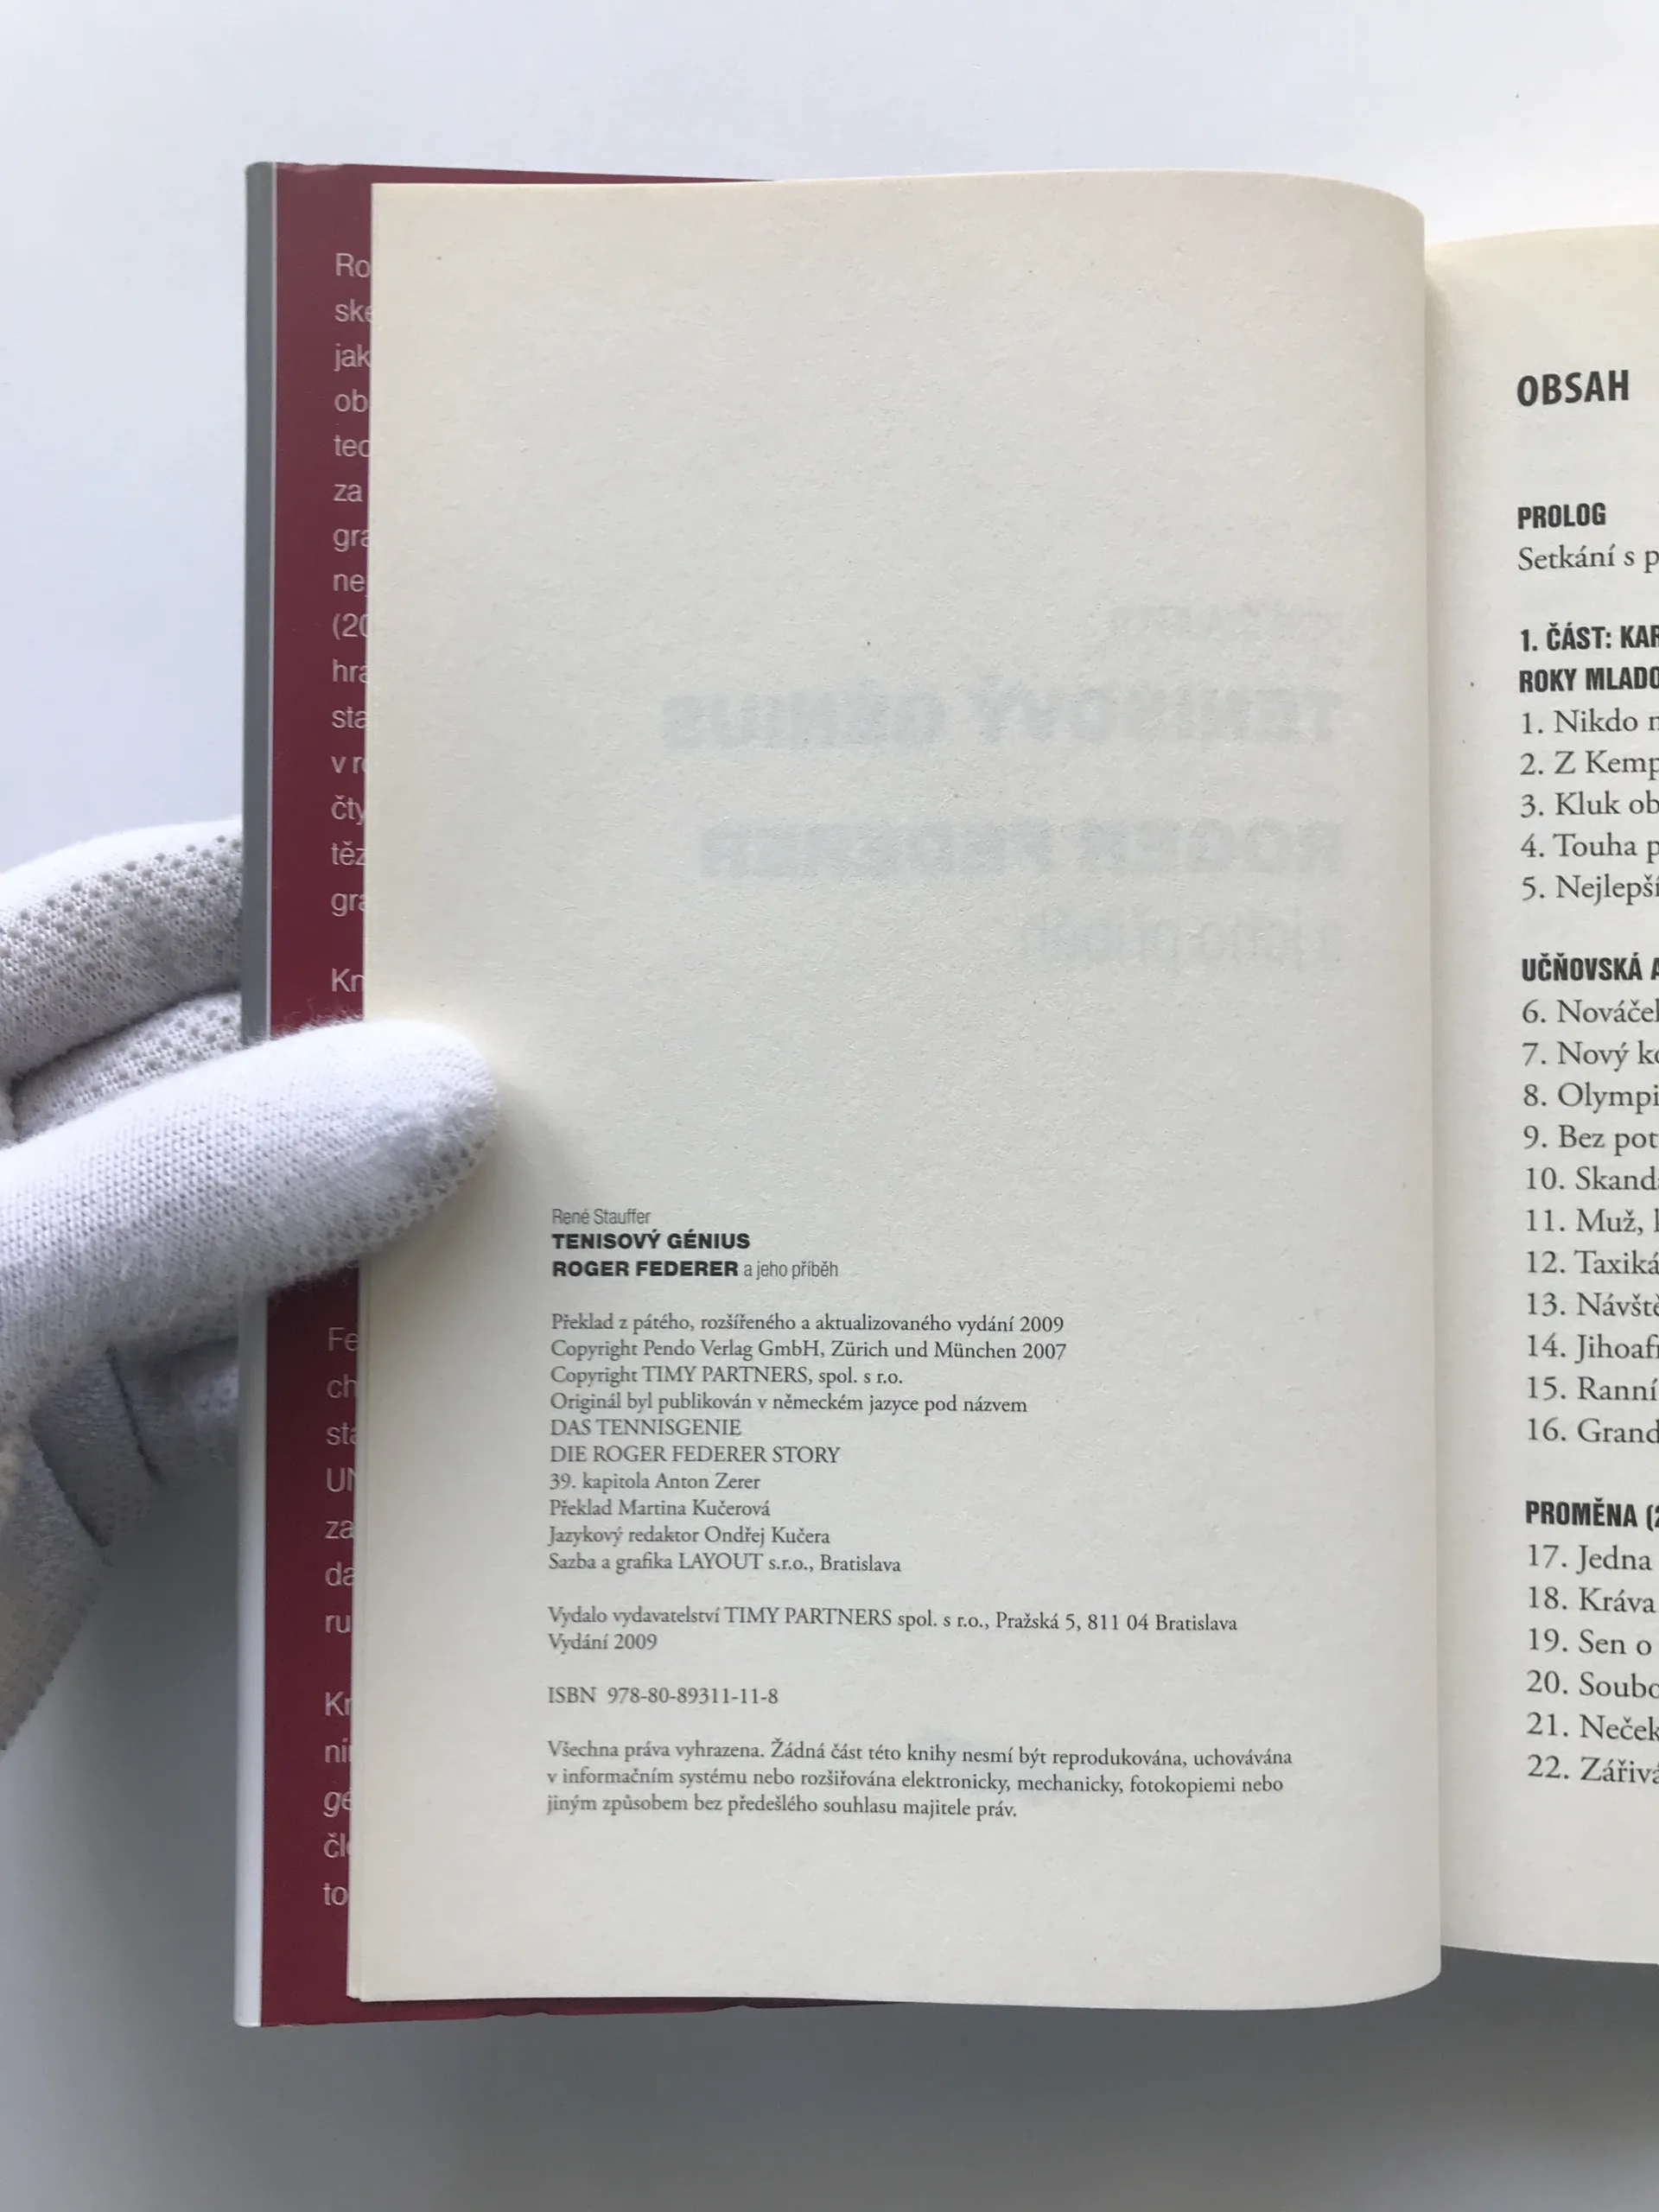 René Stauffer
TENISOVÝ GÉNIUS
ROGER FEDERER a jeho příběh
Překlad z pátého, rozšířeného a aktualizovaného vydání 2009
Copyright Pendo Verlag GmbH, Zürich und München 2007
Copyright TIMY PARTNERS, spol. s r.o.
Originál byl publikován v německém jazyce pod názvem
DAS TENNISGENIE
DIE ROGER FEDERER STORY
39. kapitola Anton Zerer
Překlad Martina Kučerová
Jazykový redaktor Ondřej Kučera
Sazba a grafika LAYOUT s.r.o., Bratislava
Vydalo vydavatelství TIMY PARTNERS spol. s r.o., Pražská 5, 811 04 Bratislava
Vydání 2009
ISBN 978-80-89311-11-8
Všechna práva vyhrazena. Žádná část této knihy nesmí být reprodukována, uchovávána
v informačním systému nebo rozšiřována elektronicky, mechanicky, fotokopiemi nebo
jiným způsobem bez předešlého souhlasu majitele práv.
OBSAH
PROLOG
Setkání s
1. ČÁST:
ROKY
1. Nikdo
2. Z
3. Kluk
4. Touha
5. Nejlepší
UČŇOVSKÁ
6.
7. Nový
8.
9. Bez
10.
11. Muž,
12.
13.
14.
15. Ranní
16. Grand
PROMĚNA
17. Jedna
18. Kráva
19. Sen o
20.
21.
22.